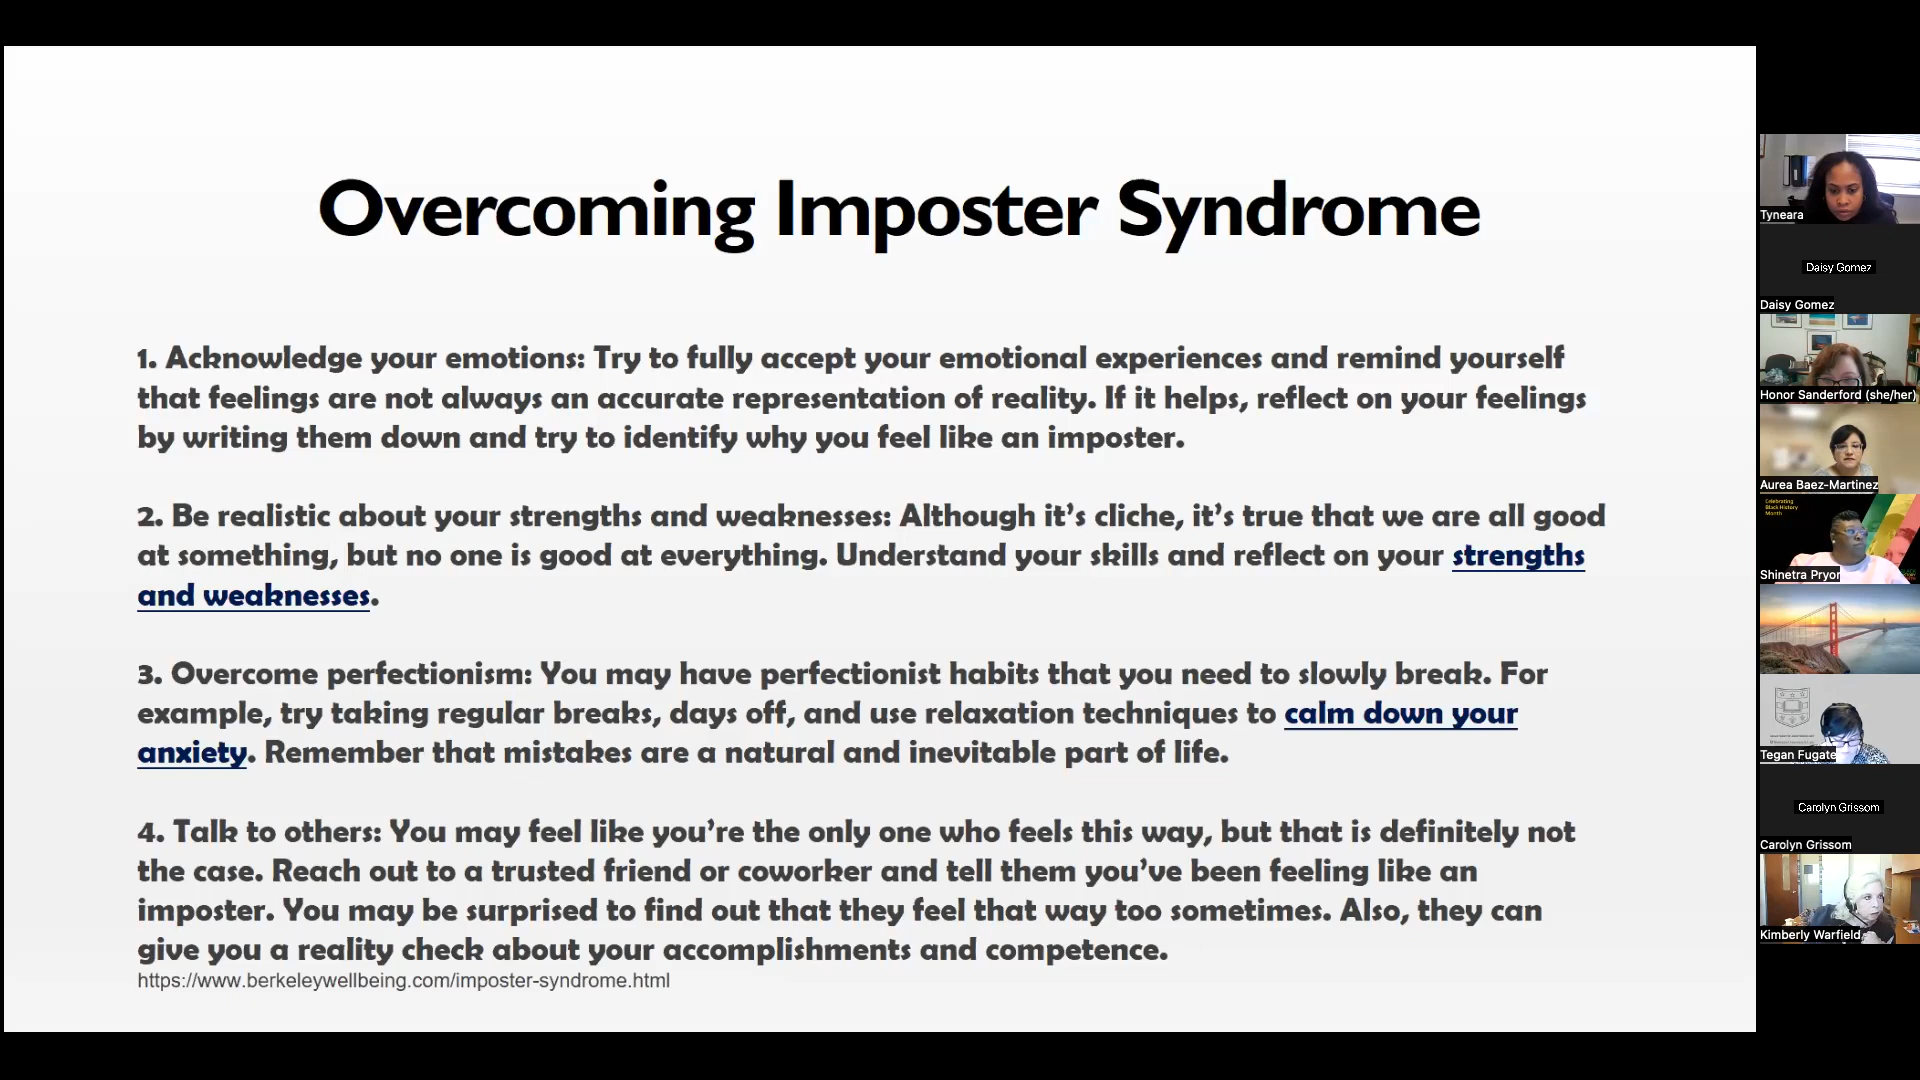 Overcoming Imposter Syndrome
1. Acknowledge your emotions: Try to fully accept your emotional experiences and remind yourself
that feelings are not always an accurate representation of reality. If it helps, reflect on your feelings
by writing them down and try to identify why you feel like an imposter.
2. Be realistic about your strengths and weaknesses: Although it’s cliche, it’s true that we are all good
at something, but no one is good at everything. Understand your skills and reflect on your strengths
and weaknesses.
3. Overcome perfectionism: You may have perfectionist habits that you need to slowly break. For
example, try taking regular breaks, days off, and use relaxation techniques to calm down your
anxiety. Remember that mistakes are a natural and inevitable part of life.
4. Talk to others: You may feel like you’re the only one who feels this way, but that is definitely not
the case. Reach out to a trusted friend or coworker and tell them you’ve been feeling like an
imposter. You may be surprised to find out that they feel that way too sometimes. Also, they can
give you a reality check about your accomplishments and competence.
https://www.berkeleywellbeing.com/imposter-syndrome.html
Tyneara
Daisy Gomez
Daisy Gomez
Honor Sanderford (she/her)
Aurea Baez-Martinez
Celebrating
Black History
Month
Shinetra Pryor
Tegan Fugate
Carolyn Grissom
Carolyn Grissom
Kimberly Warfield